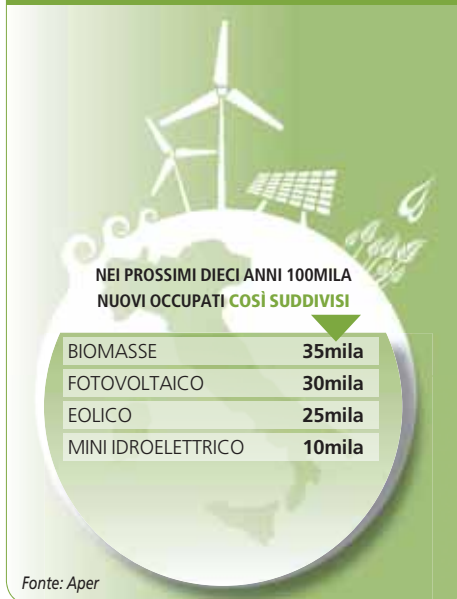 NEI PROSSIMI DIECI ANNI 100MILA
NUOVI OCCUPATI COSÌ SUDDIVISI
BIOMASSE 35mila
FOTOVOLTAICO 30mila
EOLICO 25mila
MINI IDROELETTRICO 10mila
Fonte: Aper